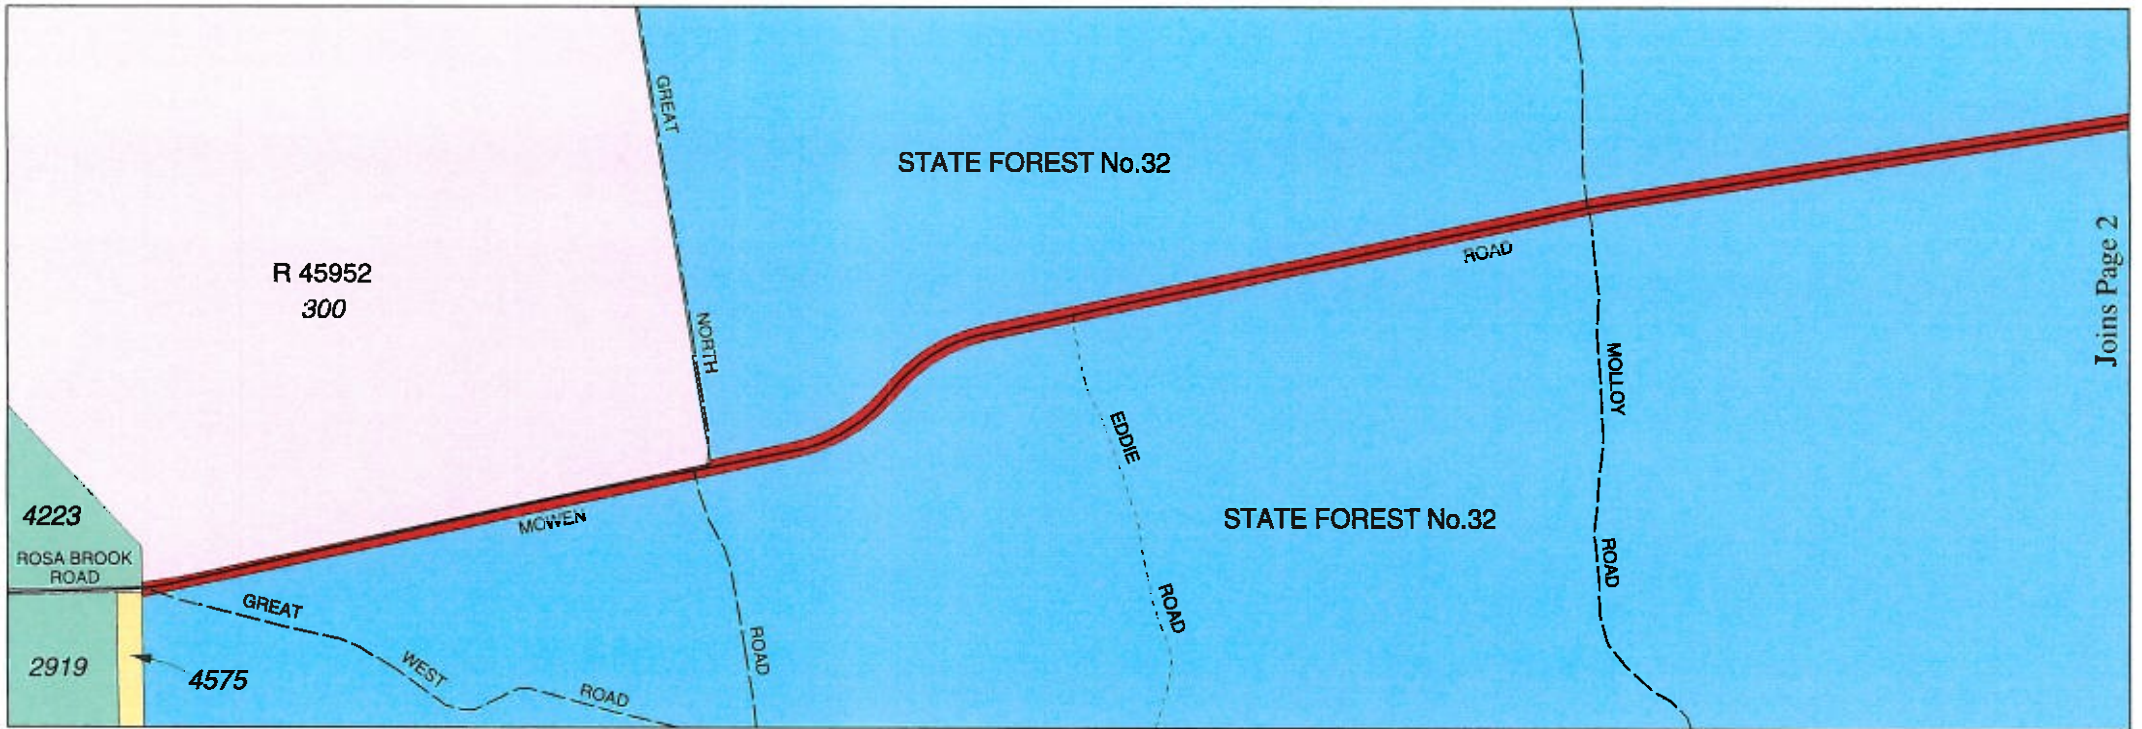 GREAT
NORTH
ROAD
STATE FOREST No.32
R 45952
300
MOWEN
ROAD
EDDIE
ROAD
MOLLOY
ROAD
STATE FOREST No.32
Joins Page 2
4223
ROSA BROOK
ROAD
2919
4575
GREAT
WEST
ROAD